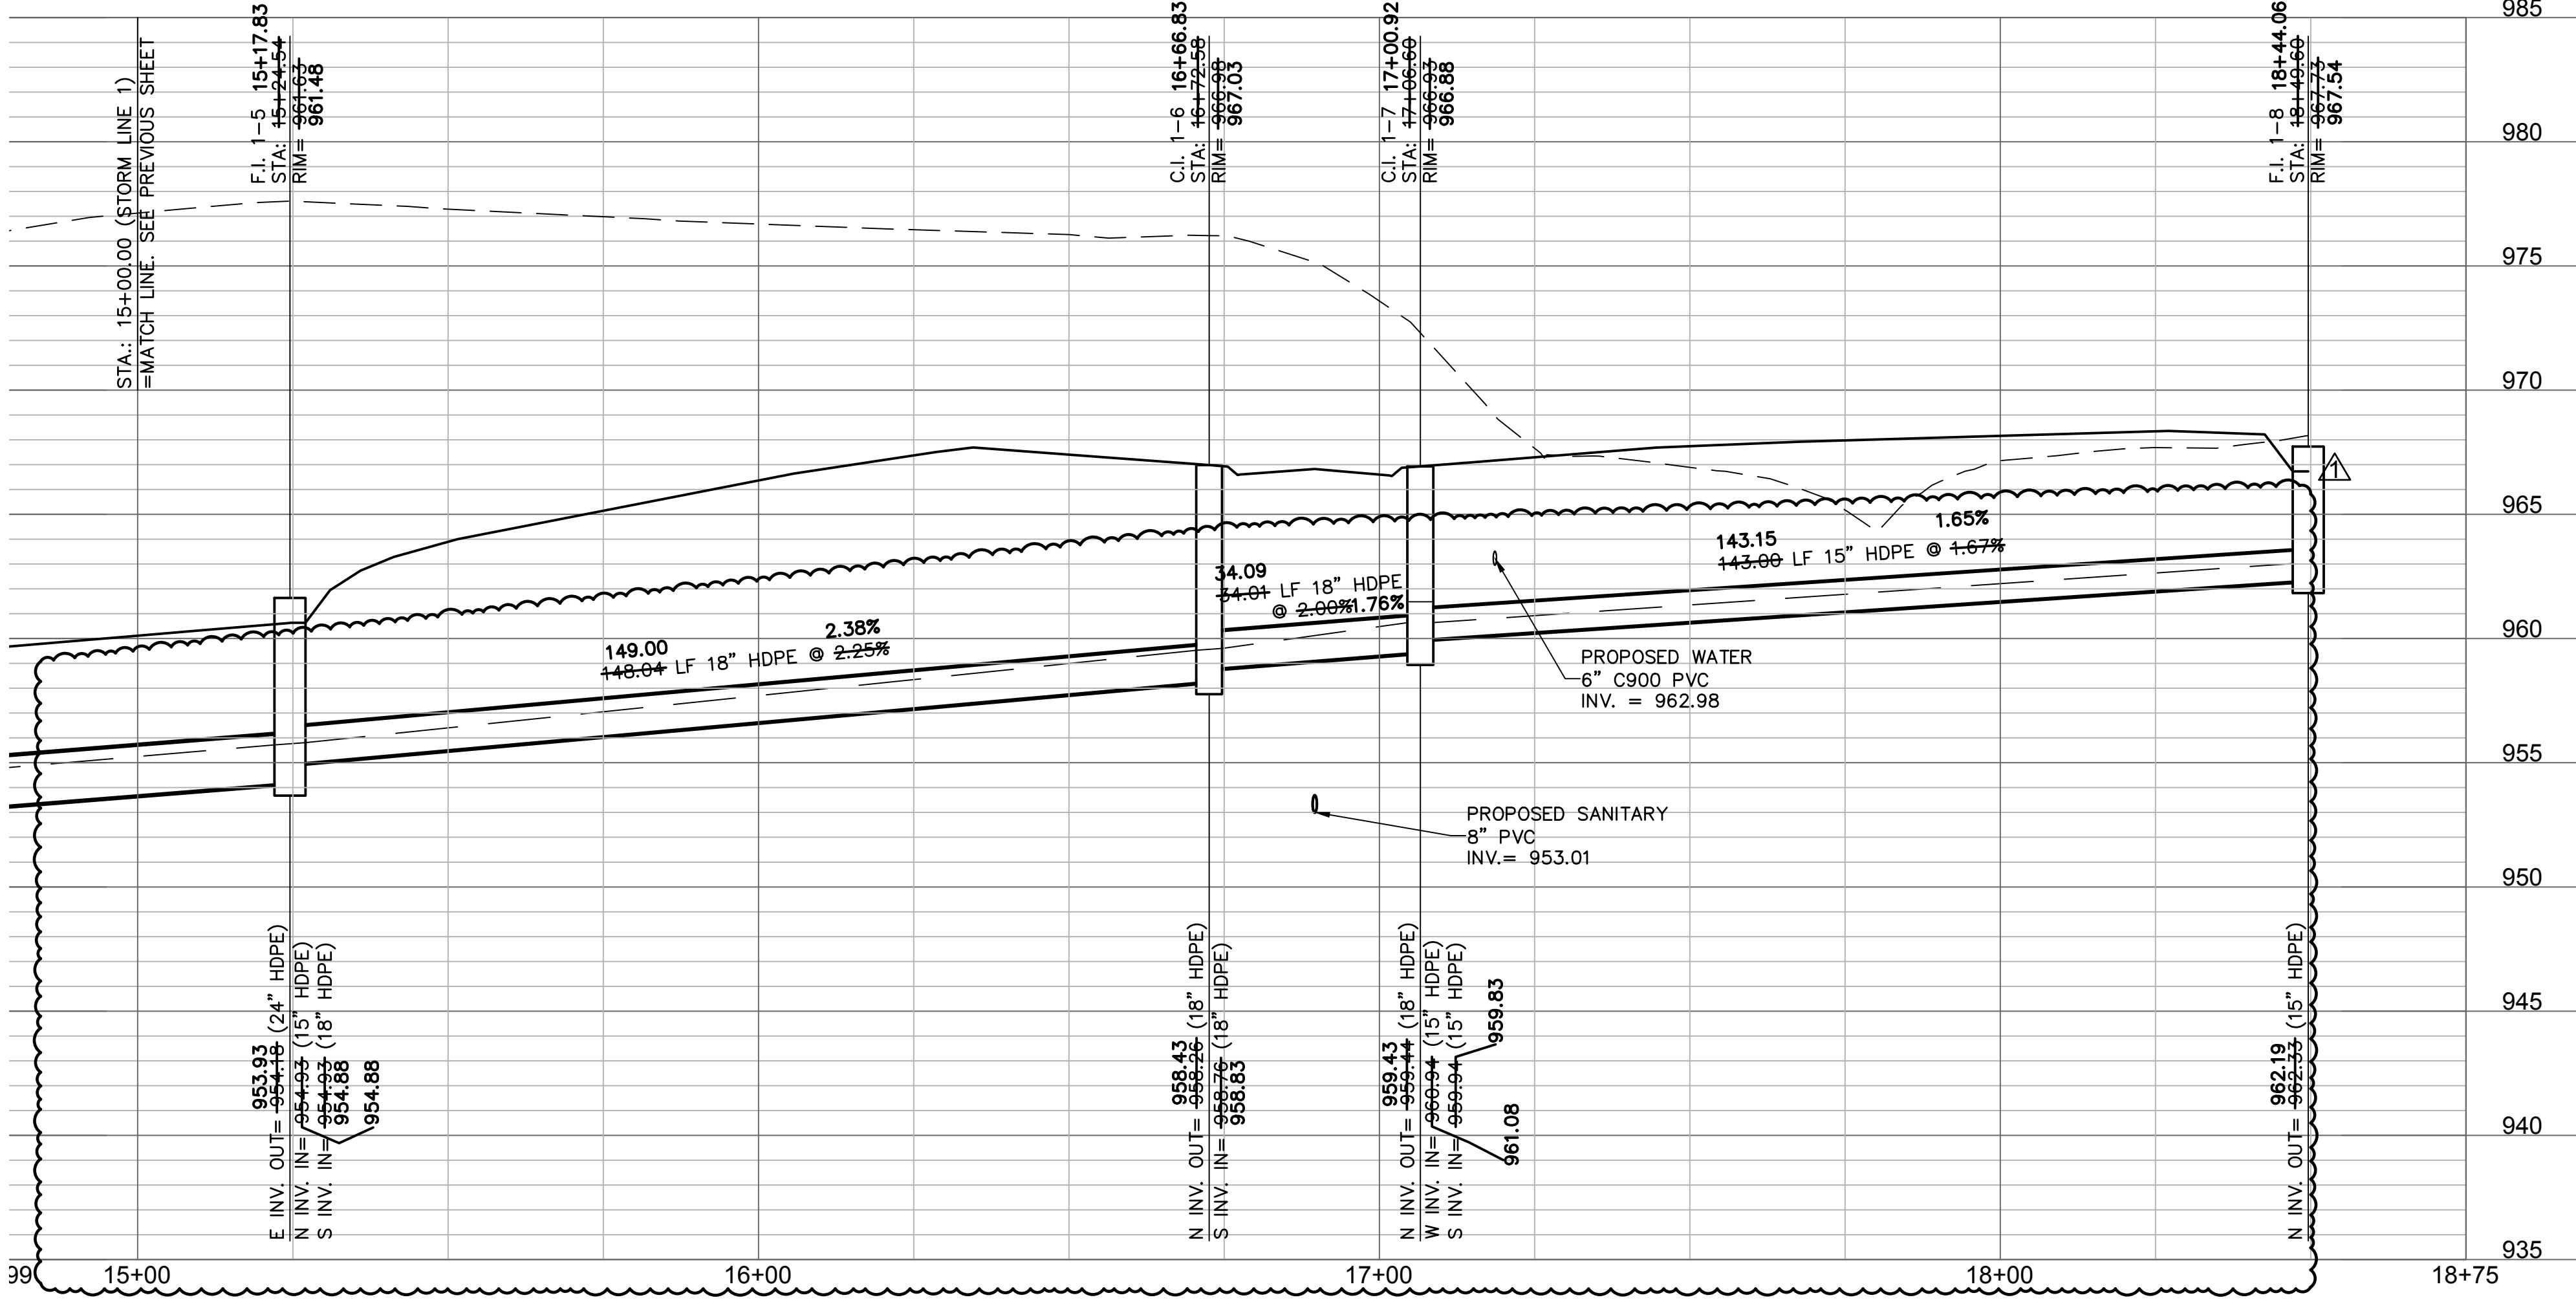 985
980
975
970
965
960
955
950
945
940
935
STA.: 15+00.00 (STORM LINE 1)
=MATCH LINE. SEE PREVIOUS SHEET
F.I. 1-5 15+17.83
STA: 15+24.54
RIM= 961.63
961.48
C.I. 1-6 16+66.83
STA: 16+72.58
RIM= 966.98
967.03
C.I. 1-7 17+00.92
STA: 17+06.60
RIM= 966.93
966.88
F.I. 1-8 18+44.06
STA: 18+49.60
RIM= 967.73
967.54
1
149.00
2.38%
148.04 LF 18" HDPE @ 2.25%
34.09
34.01 LF 18" HDPE
@ 2.00% 1.76%
143.15
1.65%
143.00 LF 15" HDPE @ 1.67%
PROPOSED WATER
6" C900 PVC
INV. = 962.98
PROPOSED SANITARY
8" PVC
INV.= 953.01
953.93
E INV. OUT= 954.18 (24" HDPE)
N INV. IN= 954.93 (15" HDPE)
S INV. IN= 954.93 (18" HDPE)
954.88
954.88
958.43
N INV. OUT= 958.26 (18" HDPE)
S INV. IN= 958.76 (18" HDPE)
958.83
959.43
N INV. OUT= 959.44 (18" HDPE)
W INV. IN= 960.94 (15" HDPE)
S INV. IN= 959.94 (15" HDPE)
959.83
961.08
962.19
N INV. OUT= 962.33 (15" HDPE)
99
15+00
16+00
17+00
18+00
18+75